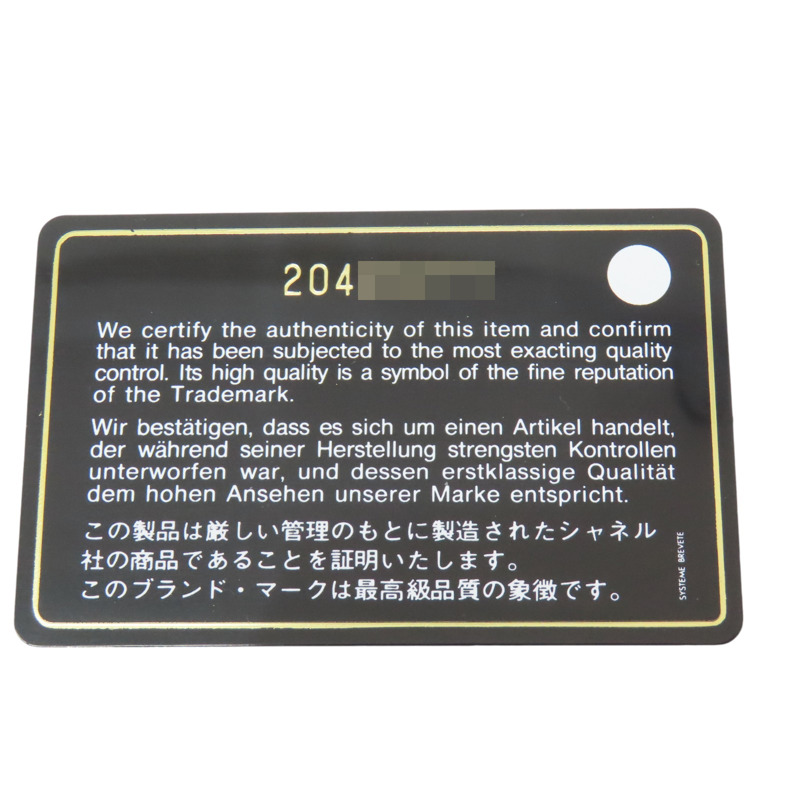 204
We certify the authenticity of this item and confirm
that it has been subjected to the most exacting quality
control. Its high quality is a symbol of the fine reputation
of the Trademark.
Wir bestätigen, dass es sich um einen Artikel handelt,
der während seiner Herstellung strengsten Kontrollen
unterworfen war, und dessen erstklassige Qualität
dem hohen Ansehen unserer Marke entspricht.
この製品は厳しい管理のもとに製造されたシャネル
社の商品であることを証明いたします。
このブランド・マークは最高級品質の象徴です。
SYSTEME BREVETE